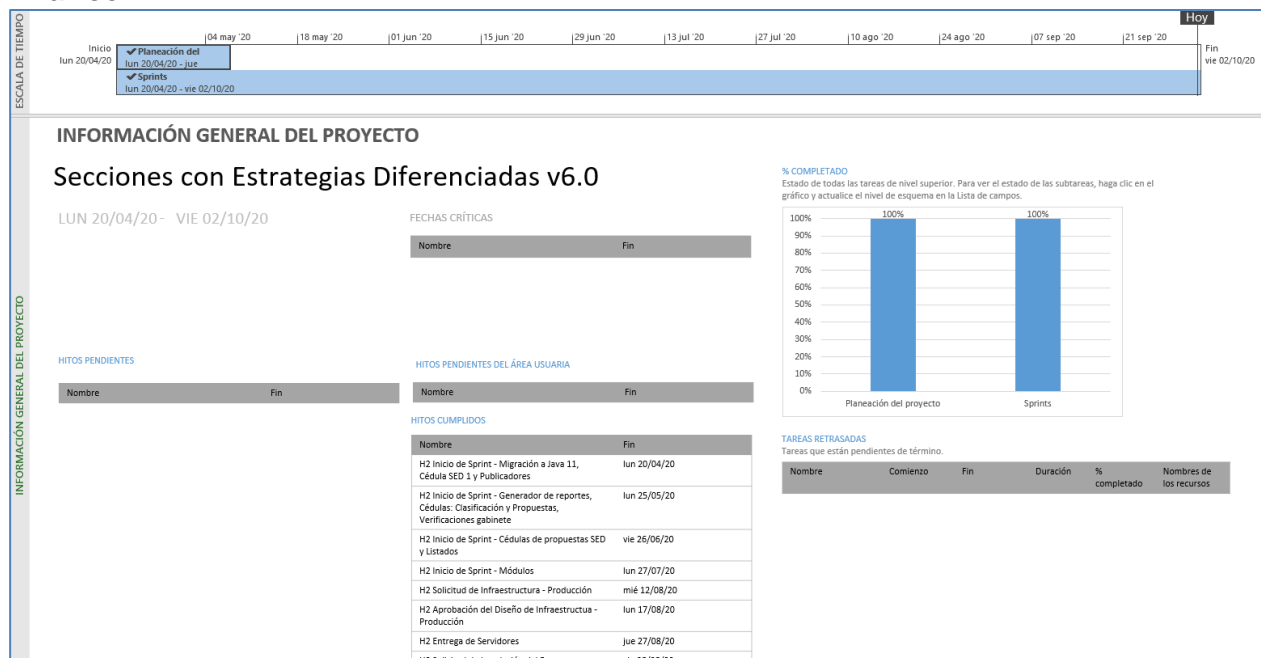 Hoy
ESCALA DE TIEMPO
|04 may '20 |18 may '20 |01 jun '20 |15 jun '20 |29 jun '20 |13 jul '20 |27 jul '20 |10 ago '20 |24 ago '20 |07 sep '20 |21 sep '20
Inicio
lun 20/04/20
✔Planeación del
lun 20/04/20 - jue
✔Sprints
lun 20/04/20 - vie 02/10/20
Fin
vie 02/10/20
INFORMACIÓN GENERAL DEL PROYECTO
INFORMACIÓN GENERAL DEL PROYECTO
Secciones con Estrategias Diferenciadas v6.0
LUN 20/04/20 - VIE 02/10/20
FECHAS CRÍTICAS
Nombre Fin
HITOS PENDIENTES
Nombre Fin
HITOS PENDIENTES DEL ÁREA USUARIA
Nombre Fin
HITOS CUMPLIDOS
Nombre Fin
H2 Inicio de Sprint - Migración a Java 11, lun 20/04/20
Cédula SED 1 y Publicadores
H2 Inicio de Sprint - Generador de reportes, lun 25/05/20
Cédulas: Clasificación y Propuestas,
Verificaciones gabinete
H2 Inicio de Sprint - Cédulas de propuestas SED vie 26/06/20
y Listados
H2 Inicio de Sprint - Módulos lun 27/07/20
H2 Solicitud de Infraestructura - Producción mié 12/08/20
H2 Aprobación del Diseño de Infraestructua - lun 17/08/20
Producción
H2 Entrega de Servidores jue 27/08/20
% COMPLETADO
Estado de todas las tareas de nivel superior. Para ver el estado de las subtareas, haga clic en el
gráfico y actualice el nivel de esquema en la Lista de campos.
100% 100%
100%
90%
80%
70%
60%
50%
40%
30%
20%
10%
0%
Planeación del proyecto Sprints
TAREAS RETRASADAS
Tareas que están pendientes de término.
Nombre Comienzo Fin Duración % Nombres de
completado los recursos